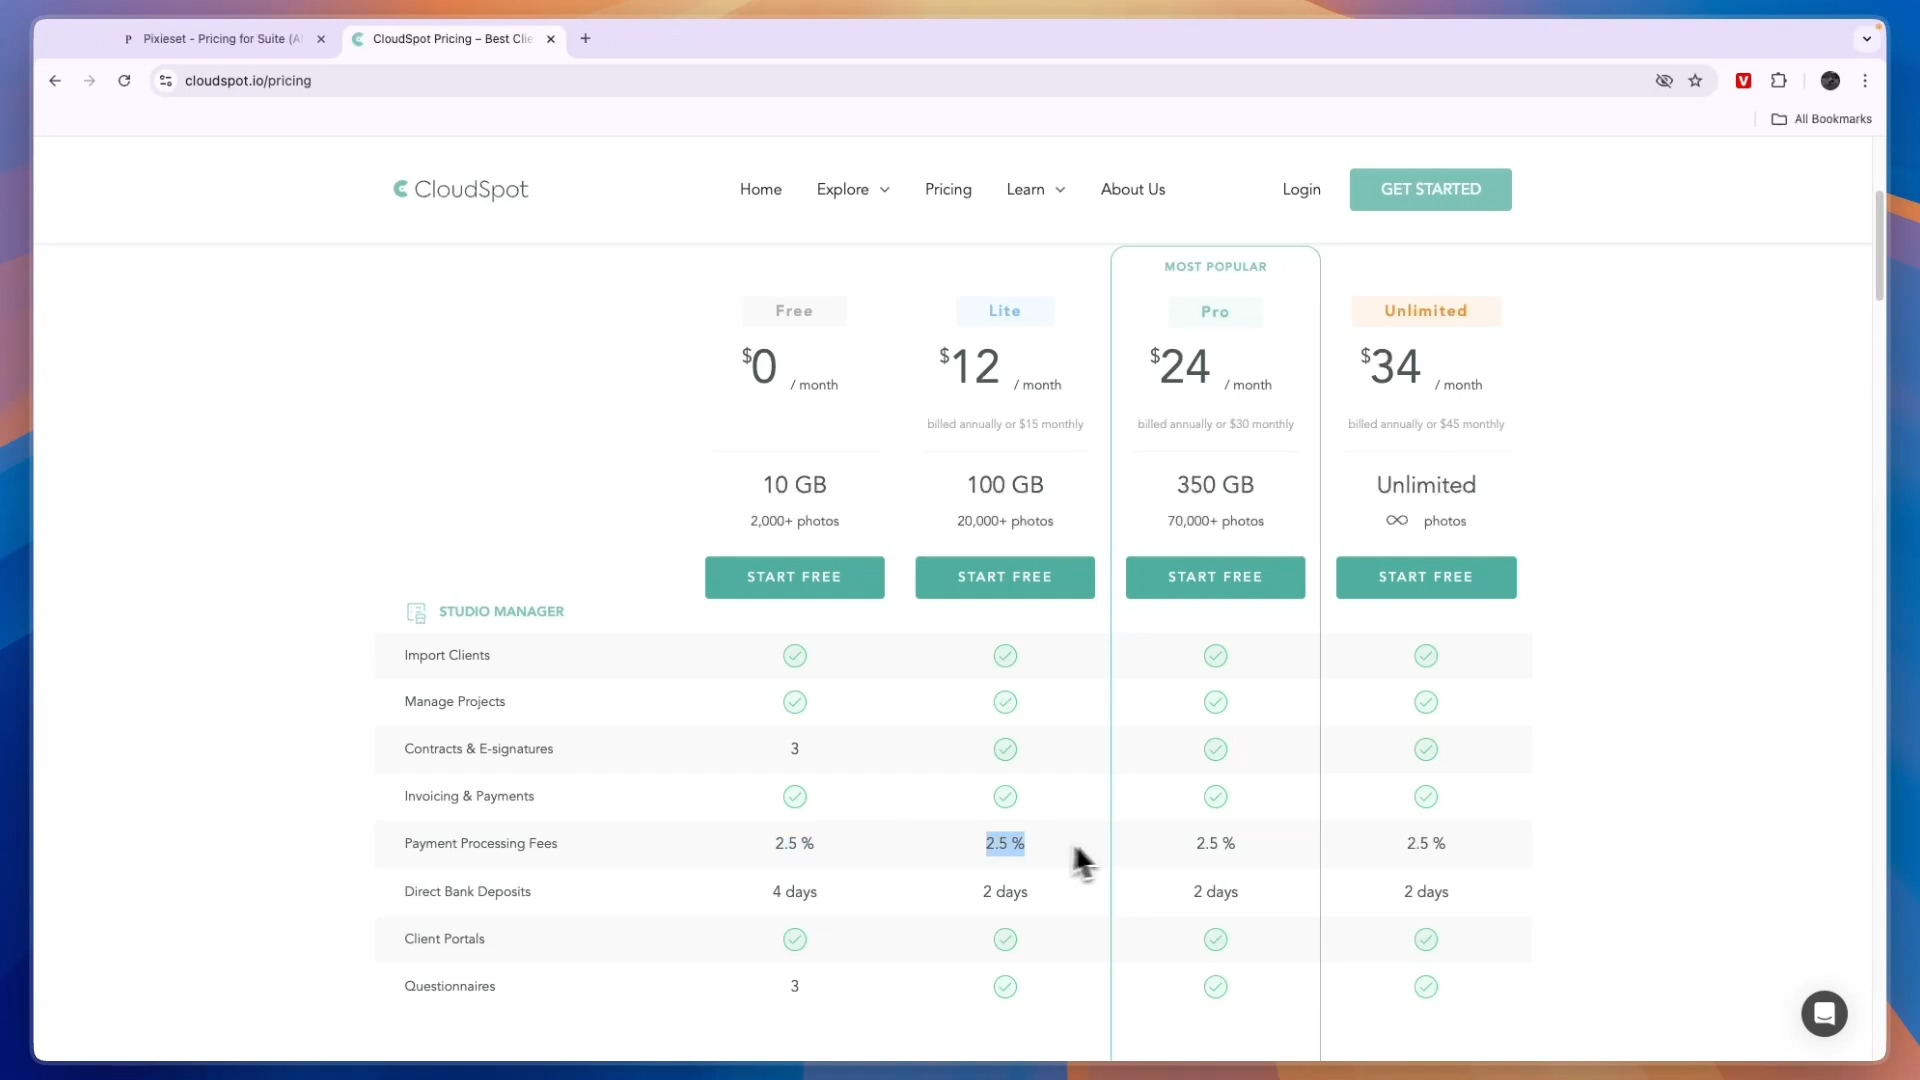 Pixieset - Pricing for Suite (Al
CloudSpot Pricing – Best Clie
cloudspot.io/pricing
All Bookmarks
CloudSpot
Home
Explore
Pricing
Learn
About Us
Login
GET STARTED
MOST POPULAR
Free
Lite
Pro
Unlimited
$0 / month
$12 / month
$24 / month
$34 / month
billed annually or $15 monthly
billed annually or $30 monthly
billed annually or $45 monthly
10 GB
100 GB
350 GB
Unlimited
2,000+ photos
20,000+ photos
70,000+ photos
∞ photos
START FREE
START FREE
START FREE
START FREE
STUDIO MANAGER
Import Clients
Manage Projects
Contracts & E-signatures 3
Invoicing & Payments
Payment Processing Fees 2.5 % 2.5 % 2.5 % 2.5 %
Direct Bank Deposits 4 days 2 days 2 days 2 days
Client Portals
Questionnaires 3